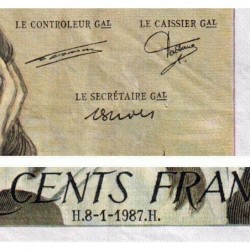 LE CONTROLEUR GAL LE CAISSIER GAL
LE SECRÉTAIRE GAL
CENTS FRAN
H.8-1-1987.H.